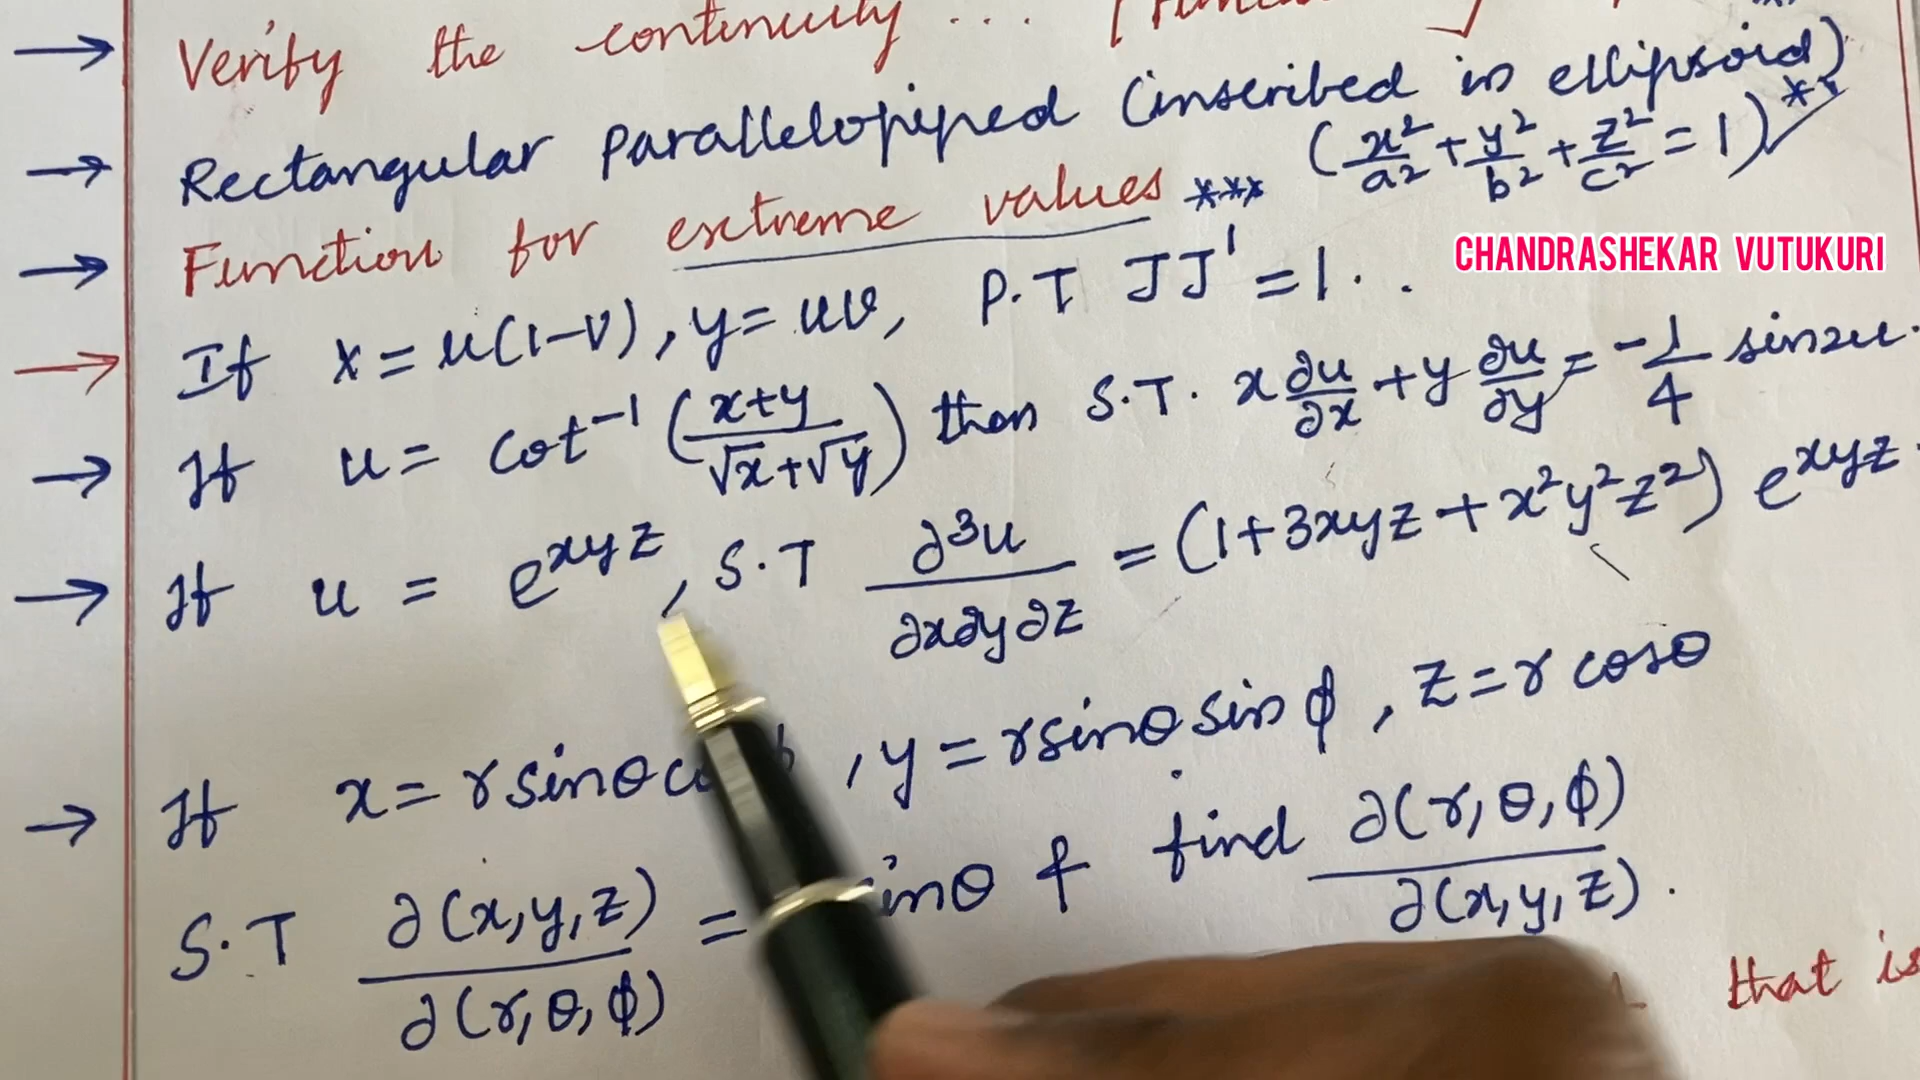 → Verify the continuity ...
→ Rectangular parallelopiped (inscribed in ellipsoid)
(x²/a² + y²/b² + z²/c² = 1) **
→ Function for extreme values ***
CHANDRASHEKAR VUTUKURI
→ If x = u(1-v), y = uv, P.T JJ' = 1.
→ If u = cot⁻¹ (x+y/√x+√y) then S.T. x ∂u/∂x + y ∂u/∂y = -1/4 sin2u.
→ If u = e^xyz, S.T ∂³u/∂x∂y∂z = (1+3xyz+x²y²z²) e^xyz.
→ If x = r sinθ , y = r sinθ sin φ, z = r cosθ
S.T ∂(x,y,z)/∂(r,θ,φ) = inθ & find ∂(r,θ,φ)/∂(x,y,z).
that is